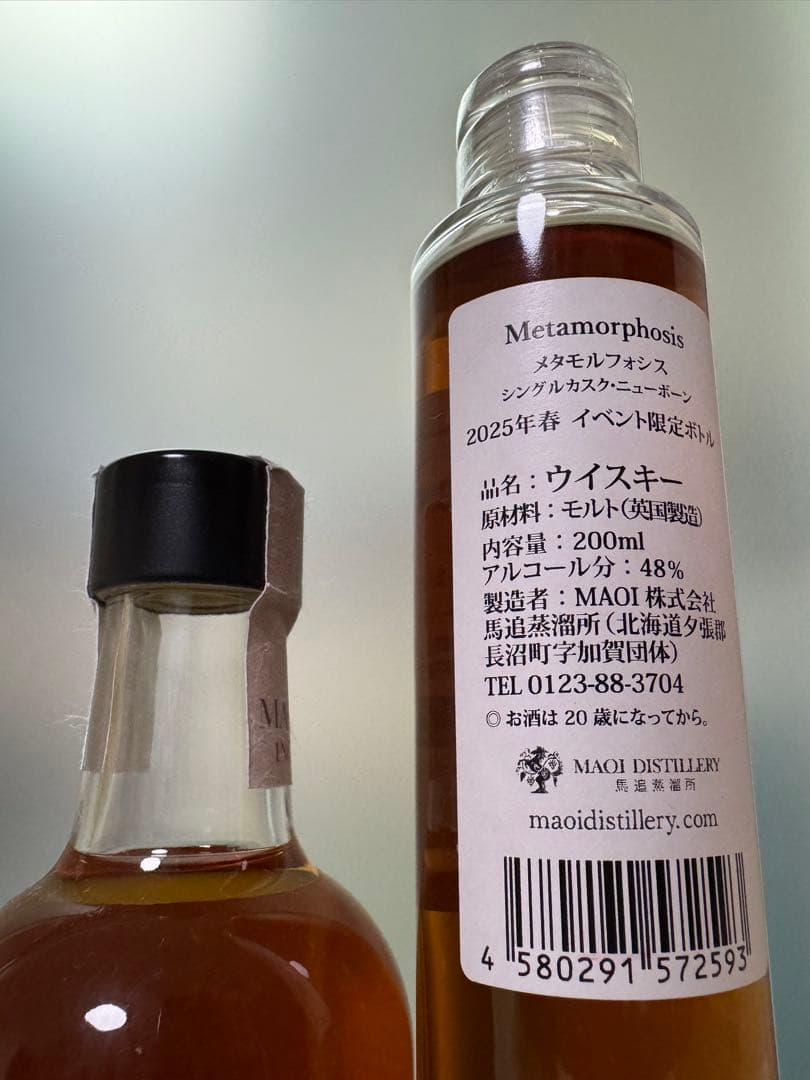 Metamorphosis
メタモルフォシス
シングルカスク・ニューボーン
2025年春 イベント限定ボトル
品名：ウイスキー
原材料：モルト（英国製造）
内容量：200ml
アルコール分：48%
製造者：MAOI 株式会社
馬追蒸溜所（北海道夕張郡
長沼町字加賀団体）
TEL 0123-88-3704
◎お酒は 20 歳になってから。
MAOI DISTILLERY
馬追蒸溜所
maoidistillery.com
4 580291 572593